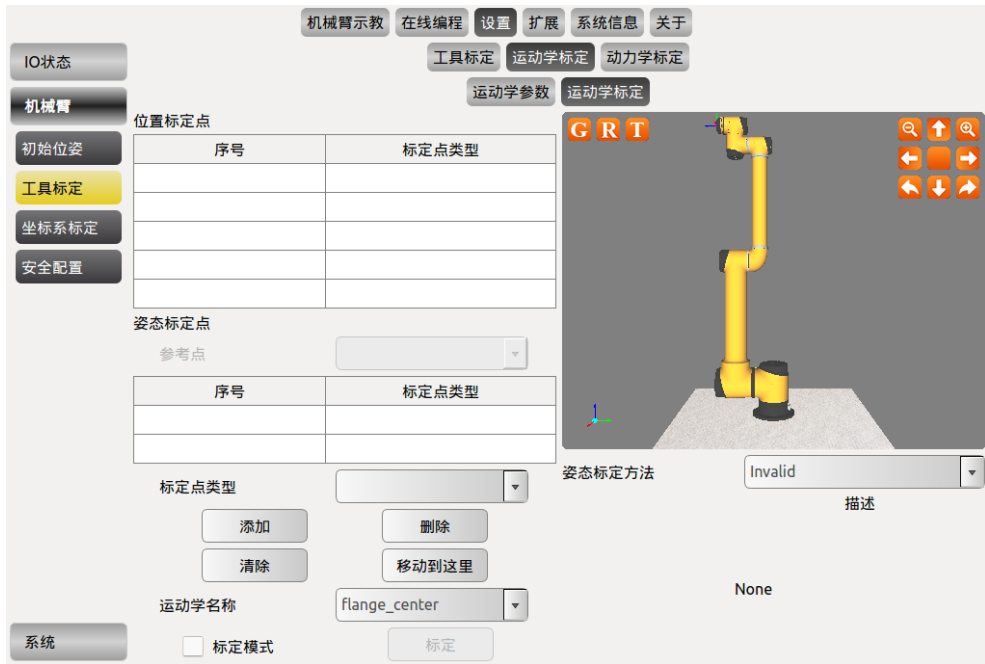 机械臂示教 在线编程 设置 扩展 系统信息 关于
IO状态
工具标定 运动学标定 动力学标定
机械臂
运动学参数 运动学标定
位置标定点
G R T
序号 标定点类型
初始位姿
工具标定
坐标系标定
安全配置
姿态标定点
参考点
序号 标定点类型
姿态标定方法 Invalid
标定点类型
描述
添加 删除
清除 移动到这里
None
运动学名称 flange_center
系统
标定模式 标定